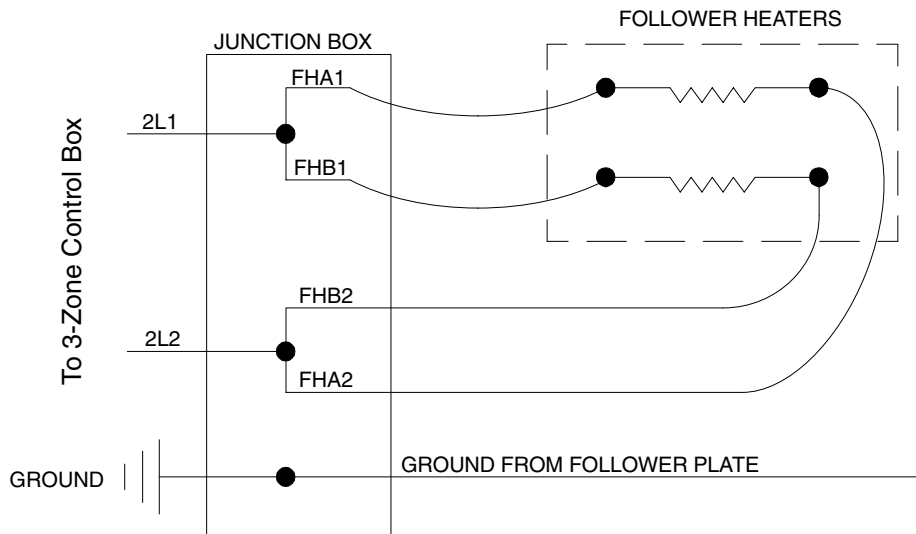 FOLLOWER HEATERS
JUNCTION BOX
FHA1
2L1
FHB1
To 3-Zone Control Box
FHB2
2L2
FHA2
GROUND FROM FOLLOWER PLATE
GROUND